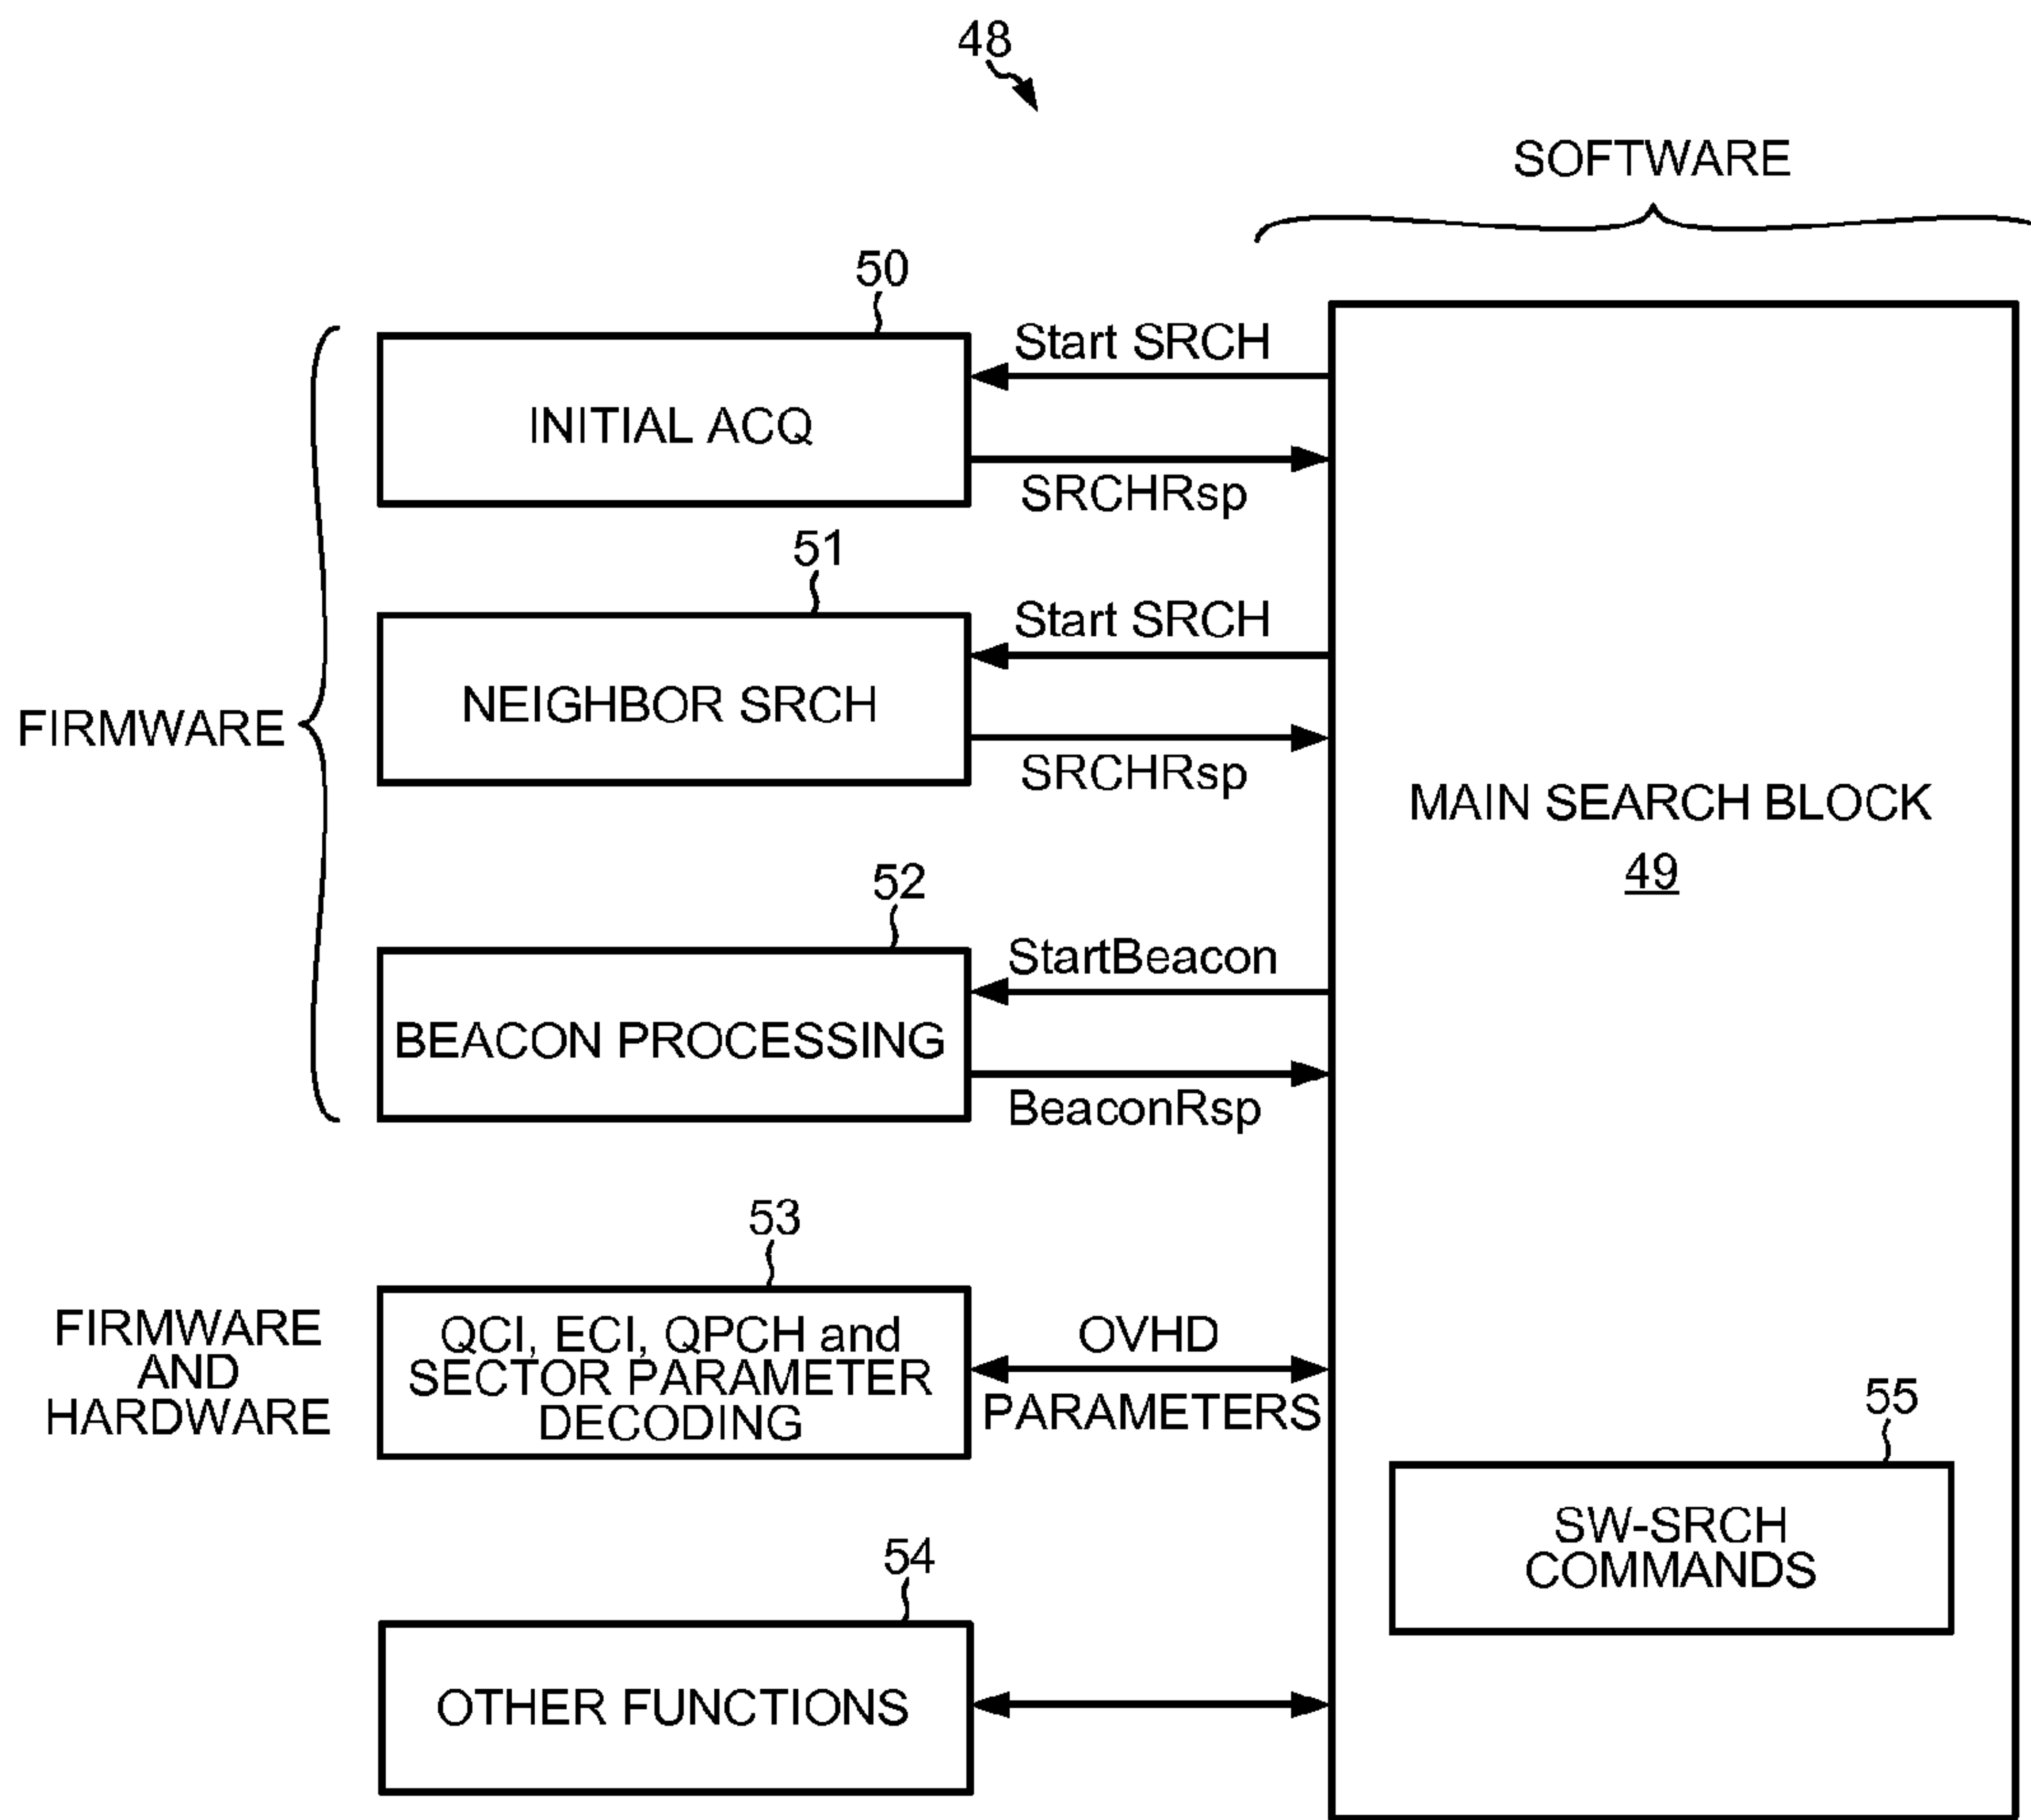 48
SOFTWARE
50
Start SRCH
INITIAL ACQ
SRCHRsp
51
Start SRCH
FIRMWARE
NEIGHBOR SRCH
SRCHRsp
MAIN SEARCH BLOCK
49
52
StartBeacon
BEACON PROCESSING
BeaconRsp
53
FIRMWARE
AND
HARDWARE
QCI, ECI, QPCH and
SECTOR PARAMETER
DECODING
OVHD
PARAMETERS
55
SW-SRCH
COMMANDS
54
OTHER FUNCTIONS